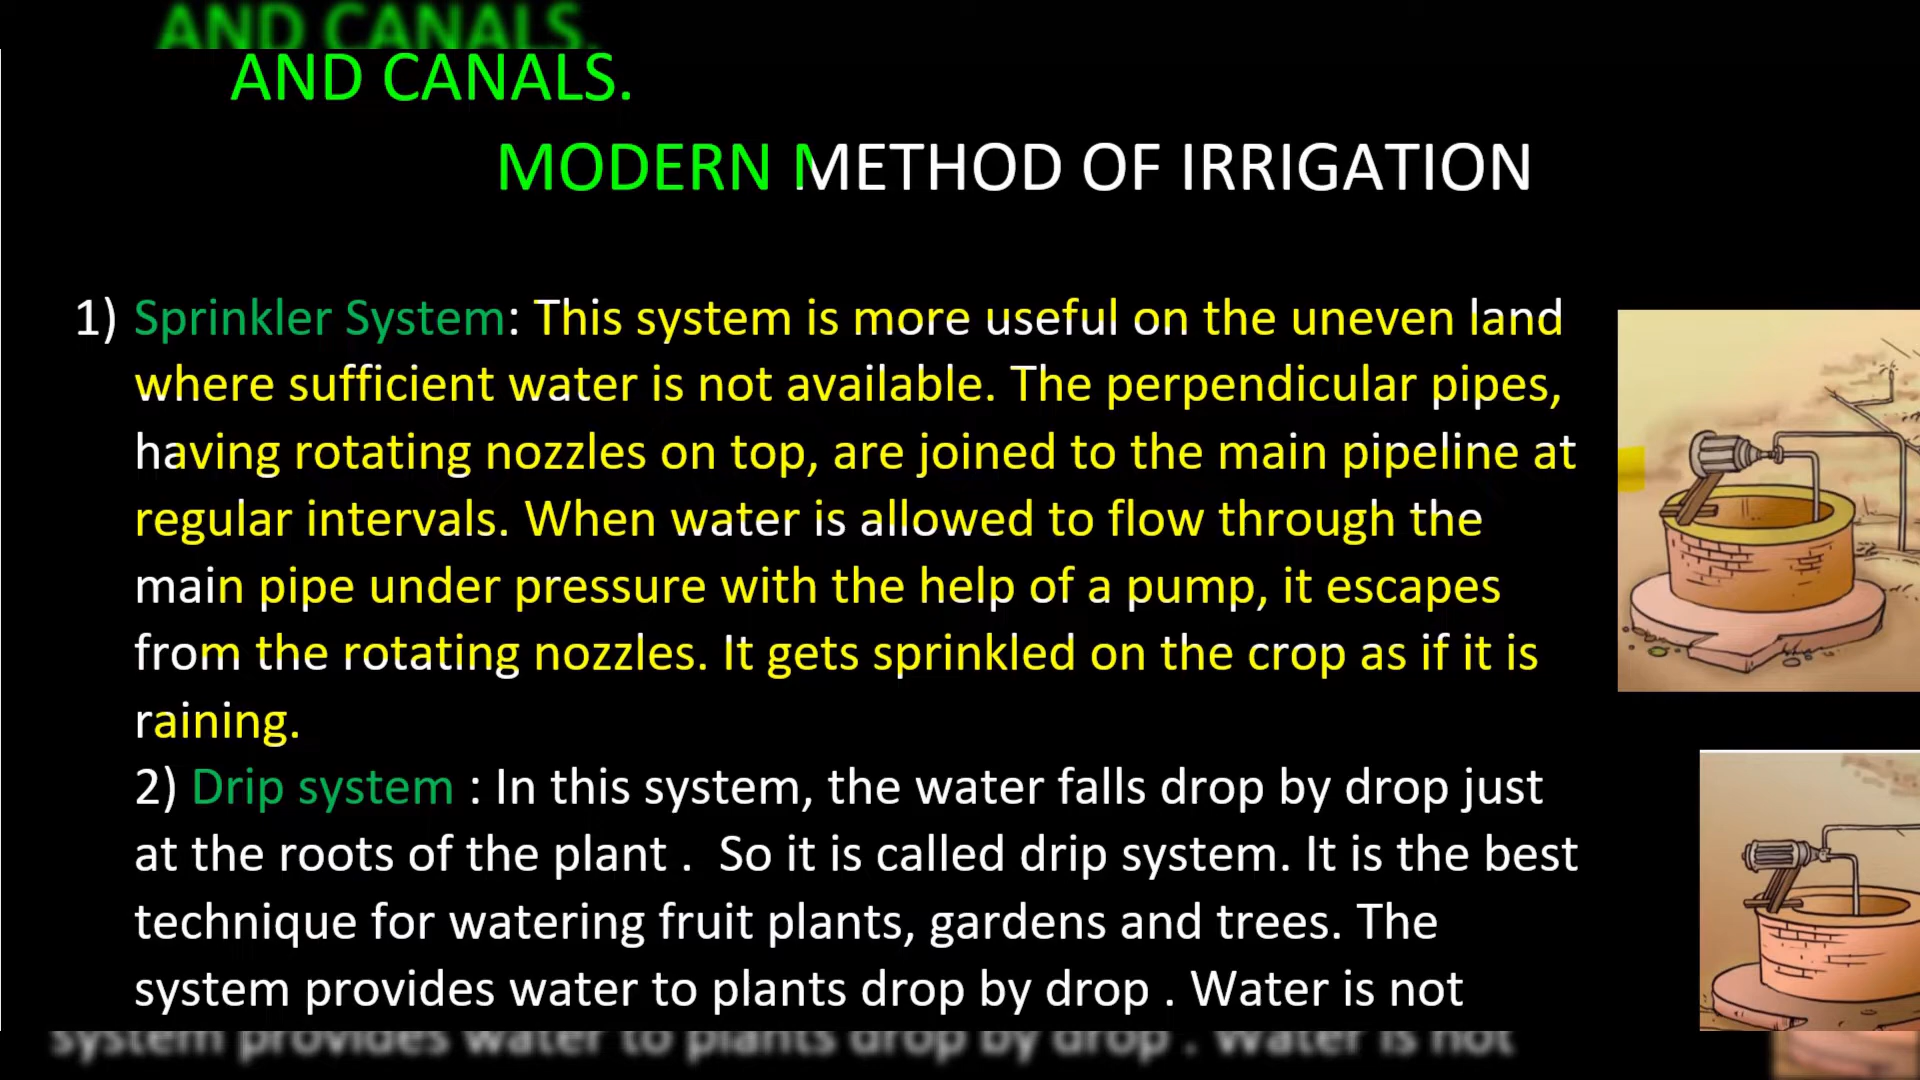 AND CANALS.
AND CANALS.
MODERN METHOD OF IRRIGATION
1) Sprinkler System: This system is more useful on the uneven land
where sufficient water is not available. The perpendicular pipes,
having rotating nozzles on top, are joined to the main pipeline at
regular intervals. When water is allowed to flow through the
main pipe under pressure with the help of a pump, it escapes
from the rotating nozzles. It gets sprinkled on the crop as if it is
raining.
2) Drip system : In this system, the water falls drop by drop just
at the roots of the plant .  So it is called drip system. It is the best
technique for watering fruit plants, gardens and trees. The
system provides water to plants drop by drop . Water is not
system provides water to plants drop by drop . Water is not